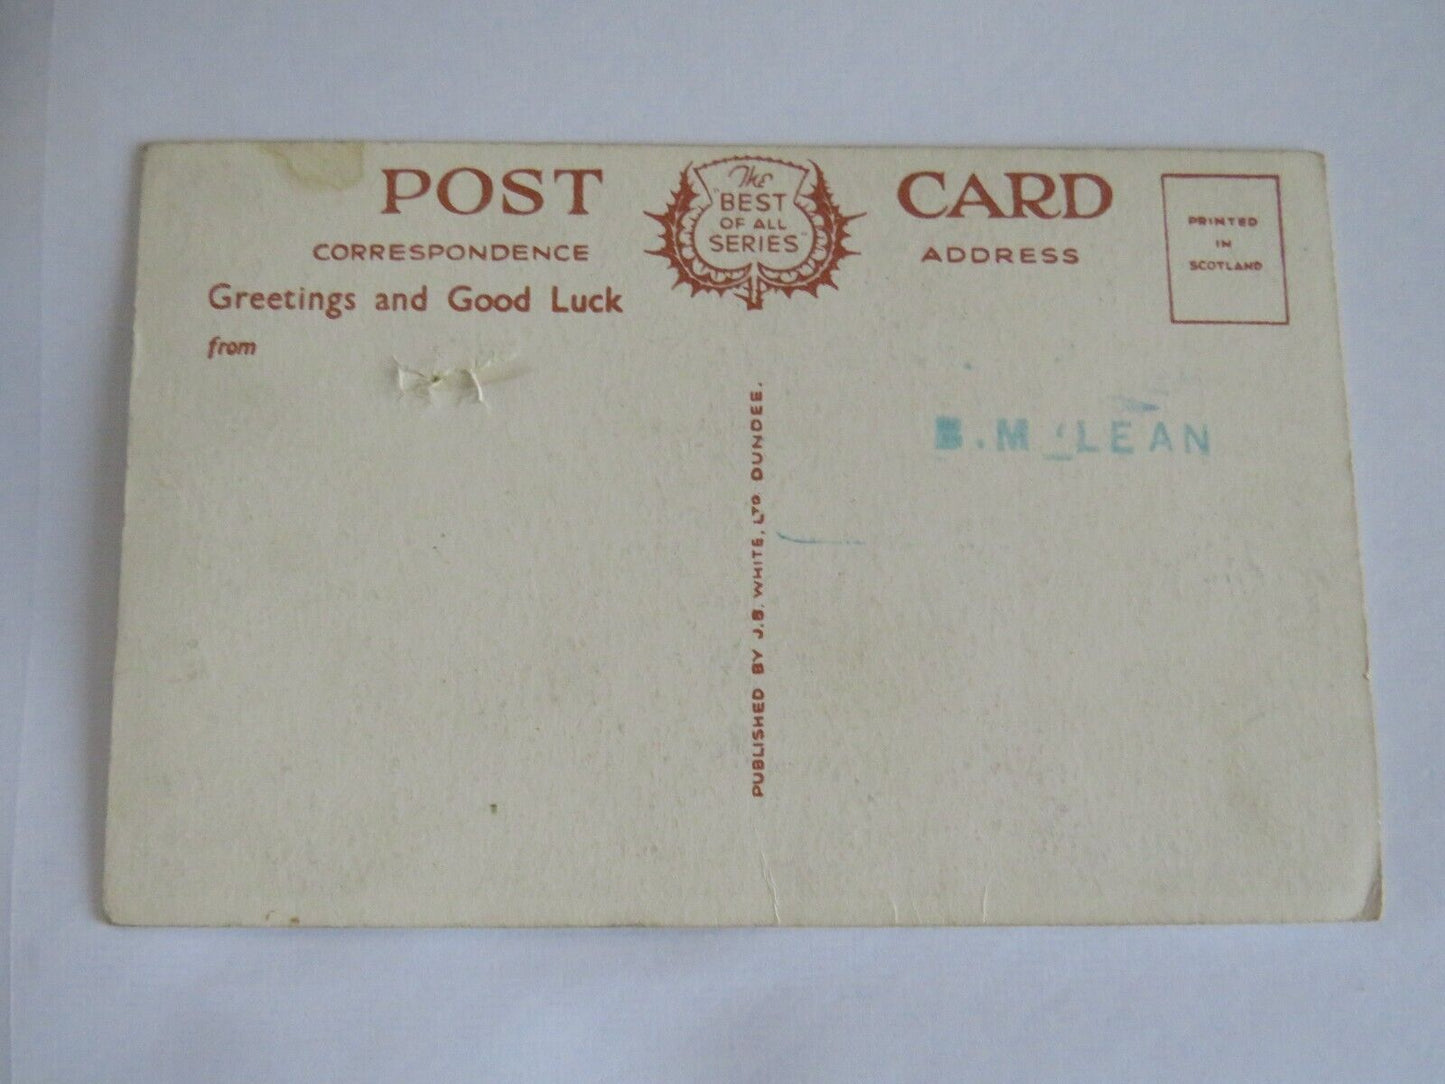 POST CARD
The
"BEST
OF ALL
SERIES"
CORRESPONDENCE
ADDRESS
PRINTED
IN
SCOTLAND
Greetings and Good Luck
from
B.McLEAN
PUBLISHED BY J.B. WHITE, LTD DUNDEE.